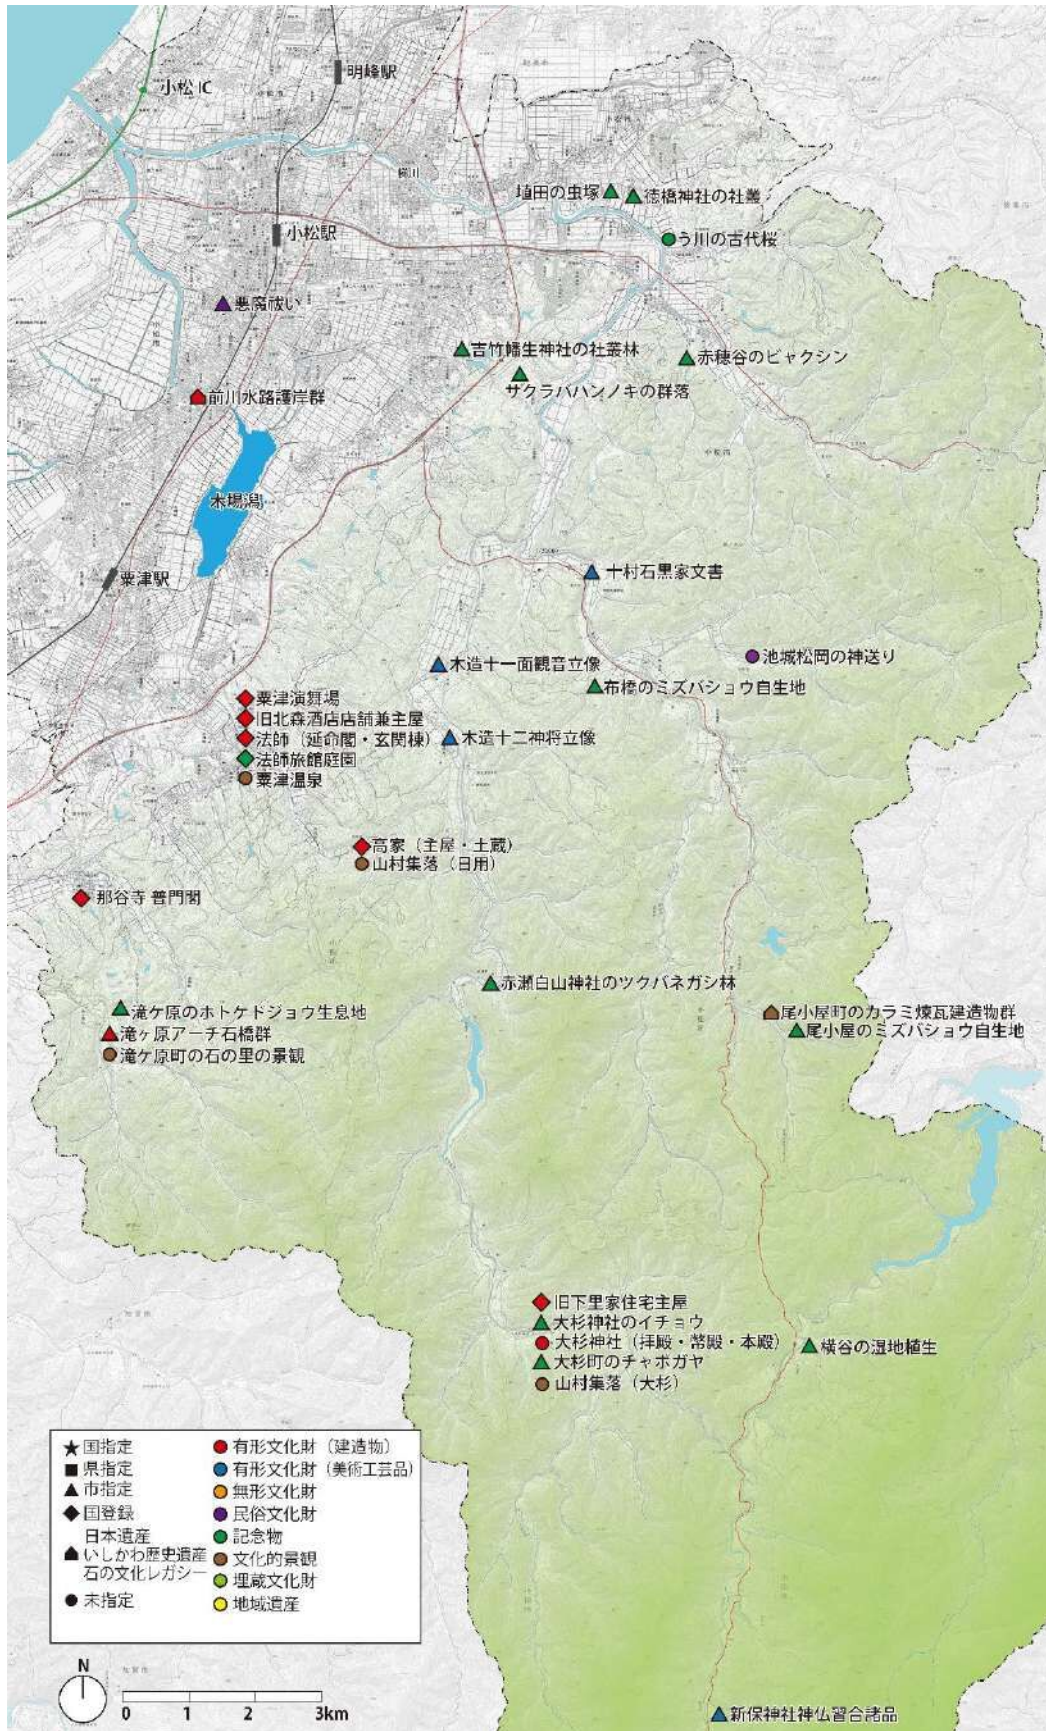 明峰駅
小松IC
梯川
埴田の虫塚
徳橋神社の社叢
小松駅
う川の古代桜
悪魔祓い
吉竹幡生神社の社叢林
赤穂谷のビャクシン
サクラバハンノキの群落
前川水路護岸群
木場潟
粟津駅
十村石黒家文書
池城松岡の神送り
木造十一面観音立像
布橋のミズバショウ自生地
粟津演舞場
旧北森酒店店舗兼主屋
法師（延命閣・玄関棟）
木造十二神将立像
法師旅館庭園
粟津温泉
高家（主屋・土蔵）
山村集落（日用）
那谷寺 普門閣
赤瀬白山神社のツクバネガシ林
滝ケ原のホトケドジョウ生息地
尾小屋町のカラミ煉瓦建造物群
滝ヶ原アーチ石橋群
尾小屋のミズバショウ自生地
滝ケ原町の石の里の景観
旧下里家住宅主屋
大杉神社のイチョウ
大杉神社（拝殿・幣殿・本殿）
横谷の湿地植生
大杉町のチャボガヤ
山村集落（大杉）
国指定
県指定
市指定
国登録
日本遺産
いしかわ歴史遺産
石の文化レガシー
未指定
有形文化財（建造物）
有形文化財（美術工芸品）
無形文化財
民俗文化財
記念物
文化的景観
埋蔵文化財
地域遺産
N
0 1 2 3km
新保神社神仏習合諸品